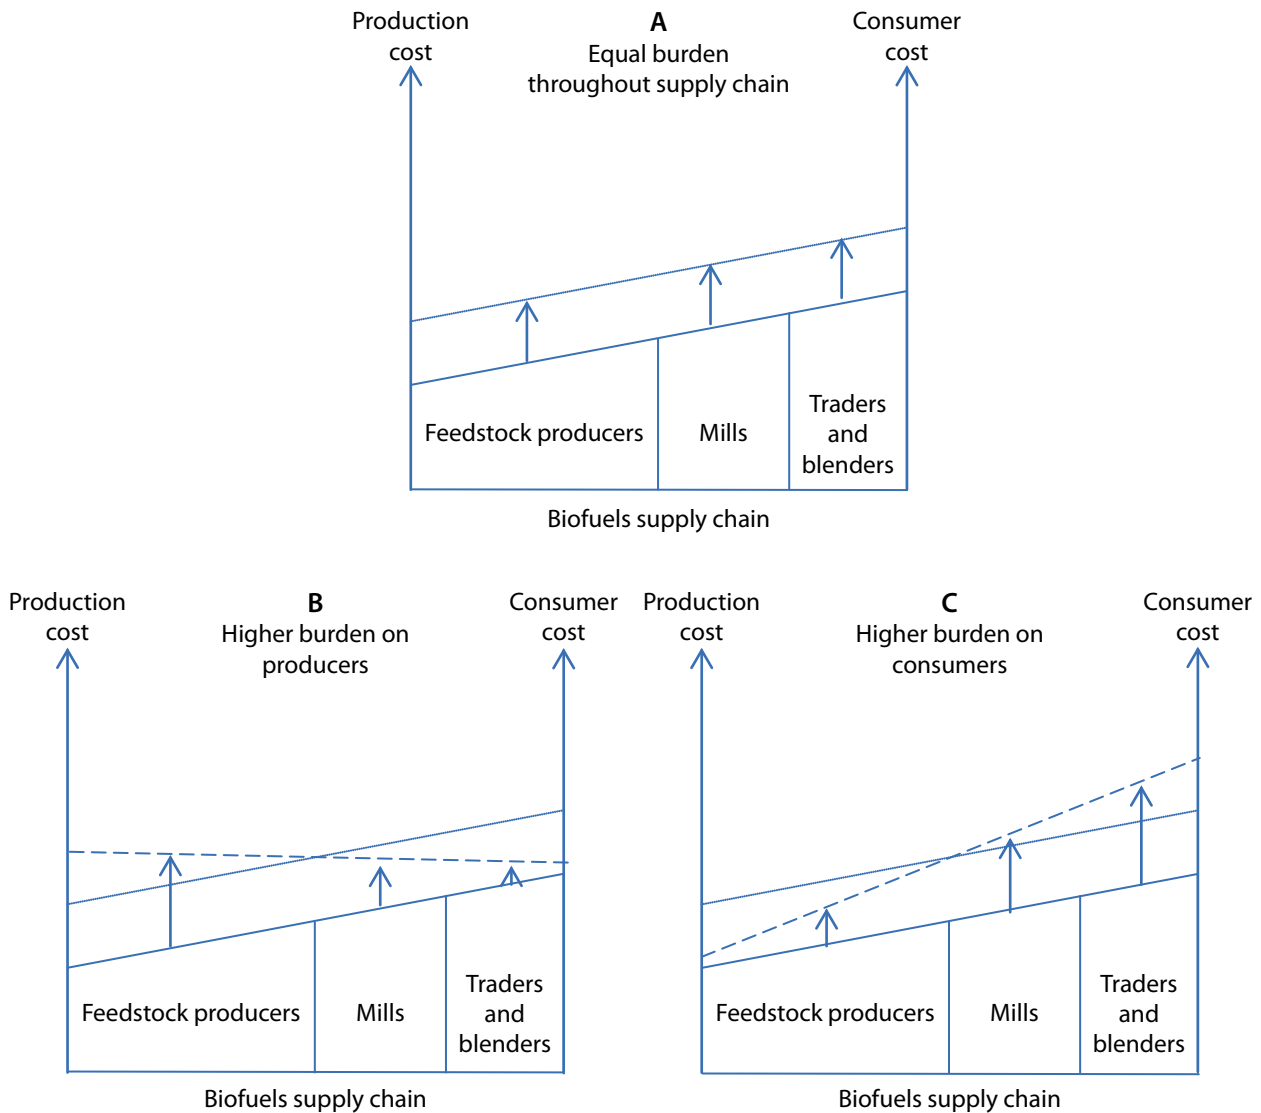 Production
cost
A
Equal burden
throughout supply chain
Consumer
cost
Feedstock producers
Mills
Traders
and
blenders
Biofuels supply chain
Production
cost
B
Higher burden on
producers
Consumer
cost
Feedstock producers
Mills
Traders
and
blenders
Biofuels supply chain
Production
cost
C
Higher burden on
consumers
Consumer
cost
Feedstock producers
Mills
Traders
and
blenders
Biofuels supply chain